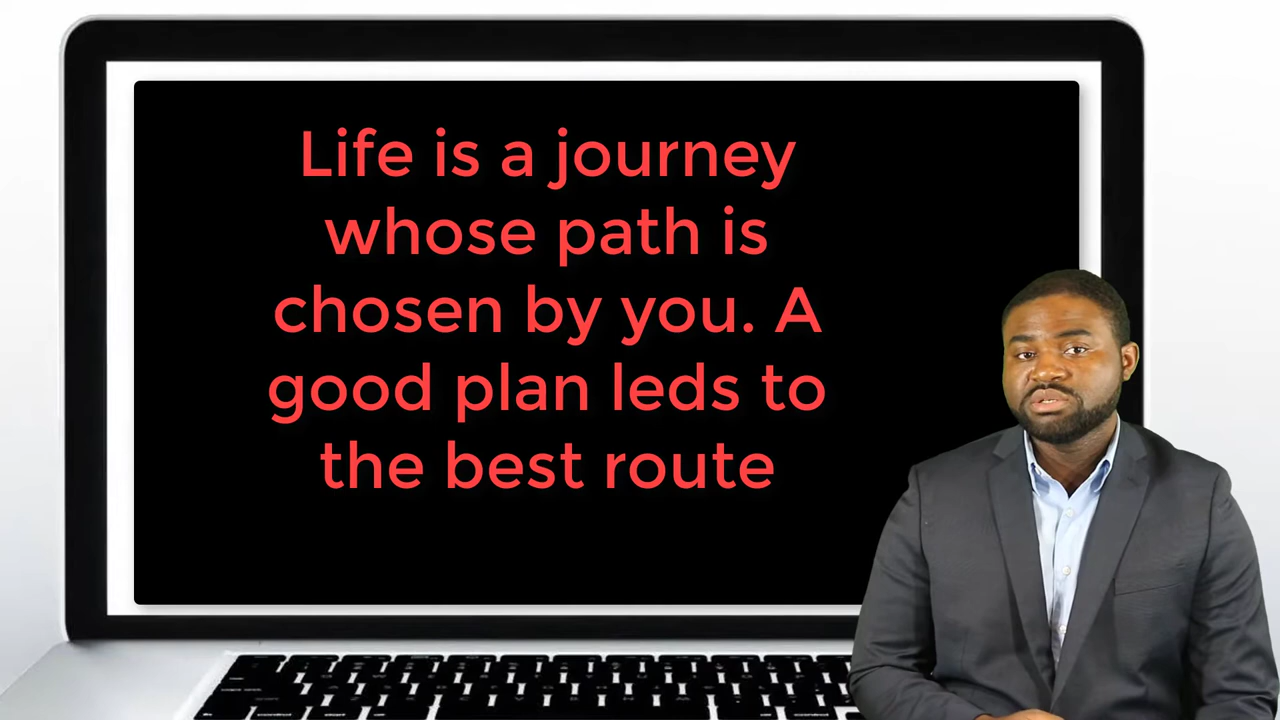 Life is a journey
whose path is
chosen by you. A
good plan leds to
the best route